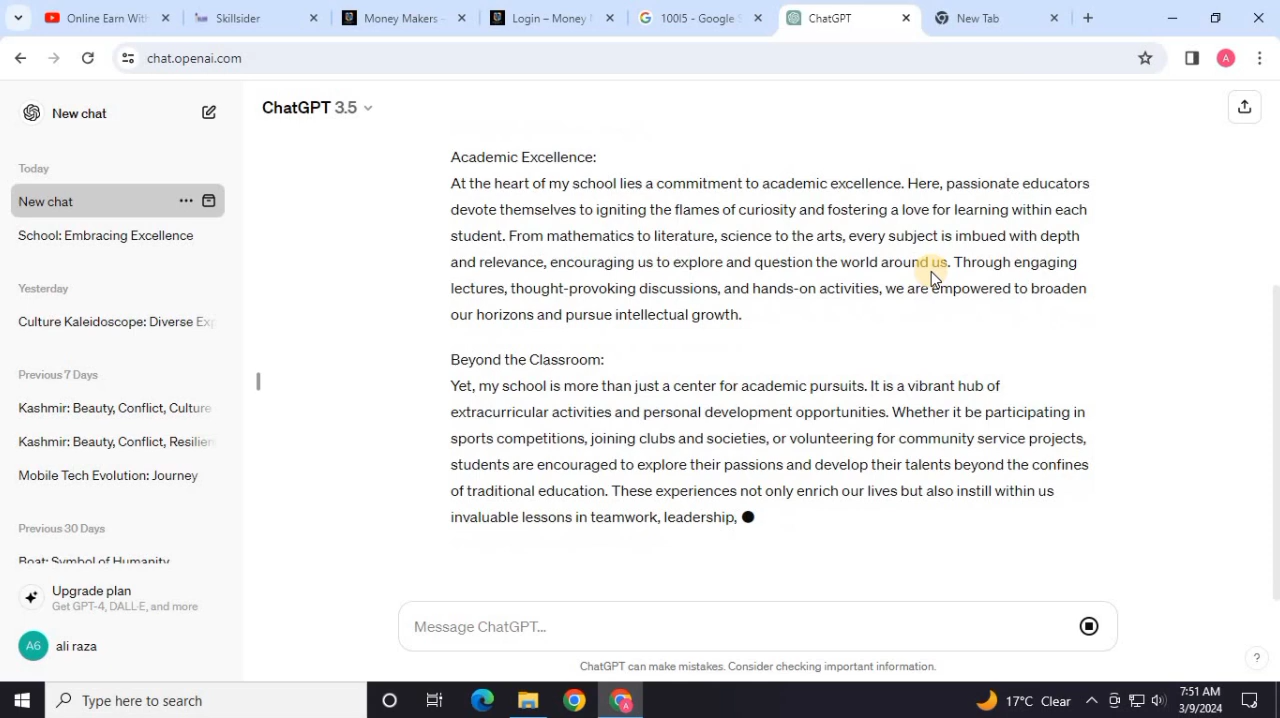 Online Earn With
Skillsider
Money Makers -
Login – Money
100I5 - Google S
ChatGPT
New Tab
chat.openai.com
A
New chat
ChatGPT 3.5
Today
New chat
School: Embracing Excellence
Yesterday
Culture Kaleidoscope: Diverse Exp
Previous 7 Days
Kashmir: Beauty, Conflict, Culture
Kashmir: Beauty, Conflict, Resilien
Mobile Tech Evolution: Journey
Previous 30 Days
Boat: Symbol of Humanity
Upgrade plan
Get GPT-4, DALL·E, and more
A6
ali raza
Academic Excellence:
At the heart of my school lies a commitment to academic excellence. Here, passionate educators
devote themselves to igniting the flames of curiosity and fostering a love for learning within each
student. From mathematics to literature, science to the arts, every subject is imbued with depth
and relevance, encouraging us to explore and question the world around us. Through engaging
lectures, thought-provoking discussions, and hands-on activities, we are empowered to broaden
our horizons and pursue intellectual growth.
Beyond the Classroom:
Yet, my school is more than just a center for academic pursuits. It is a vibrant hub of
extracurricular activities and personal development opportunities. Whether it be participating in
sports competitions, joining clubs and societies, or volunteering for community service projects,
students are encouraged to explore their passions and develop their talents beyond the confines
of traditional education. These experiences not only enrich our lives but also instill within us
invaluable lessons in teamwork, leadership,
Message ChatGPT...
ChatGPT can make mistakes. Consider checking important information.
?
Type here to search
17°C Clear
7:51 AM
3/9/2024